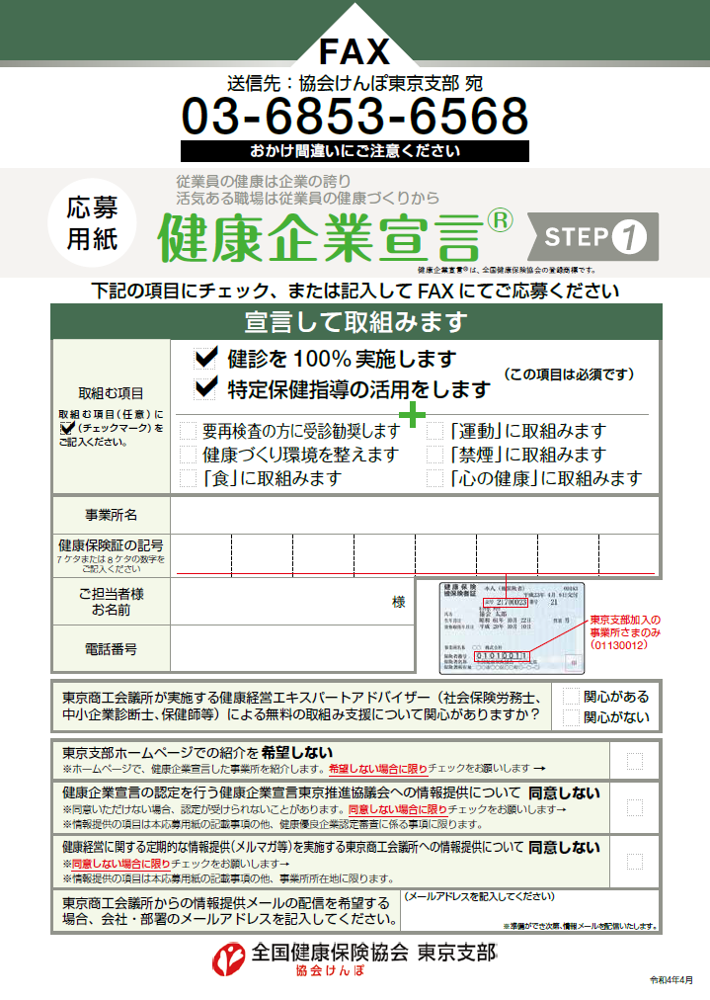 FAX
送信先：協会けんぽ東京支部 宛
03-6853-6568
おかけ間違いにご注意ください
応募
用紙
従業員の健康は企業の誇り
活気ある職場は従業員の健康づくりから
健康企業宣言®
STEP 1
健康企業宣言®は、全国健康保険協会の登録商標です。
下記の項目にチェック、または記入して FAX にてご応募ください
宣言して取組みます
取組む項目
取組む項目（任意）に
（チェックマーク）を
ご記入ください。
健診を 100% 実施します
特定保健指導の活用をします
（この項目は必須です）
要再検査の方に受診勧奨します
「運動」に取組みます
健康づくり環境を整えます
「禁煙」に取組みます
「食」に取組みます
「心の健康」に取組みます
事業所名
健康保険証の記号
7 ケタまたは 8 ケタの数字を
ご記入ください
ご担当者様
お名前
様
電話番号
健康保険
被保険者証
本人（被保険者）
記号 21700023 番号 21
協会 太郎
保険者番号 01010011
東京支部加入の
事業所さまのみ
（01130012）
東京商工会議所が実施する健康経営エキスパートアドバイザー（社会保険労務士、
中小企業診断士、保健師等）による無料の取組み支援について関心がありますか？
関心がある
関心がない
東京支部ホームページでの紹介を 希望しない
※ホームページで、健康企業宣言した事業所を紹介します。希望しない場合に限りチェックをお願いします →
健康企業宣言の認定を行う健康企業宣言東京推進協議会への情報提供について 同意しない
※同意いただけない場合、認定が受けられないことがあります。同意しない場合に限りチェックをお願いします→
※情報提供の項目は本応募用紙の記載事項の他、健康優良企業認定審査に係る事項に限ります。
健康経営に関する定期的な情報提供（メルマガ等）を実施する東京商工会議所への情報提供について 同意しない
※同意しない場合に限りチェックをお願いします→
※情報提供の項目は本応募用紙の記載事項の他、事業所所在地に限ります。
東京商工会議所からの情報提供メールの配信を希望する
場合、会社・部署のメールアドレスを記入してください。
（メールアドレスを記入してください）
※準備ができ次第、情報メールを配信いたします。
全国健康保険協会 東京支部
協会けんぽ
令和4年4月